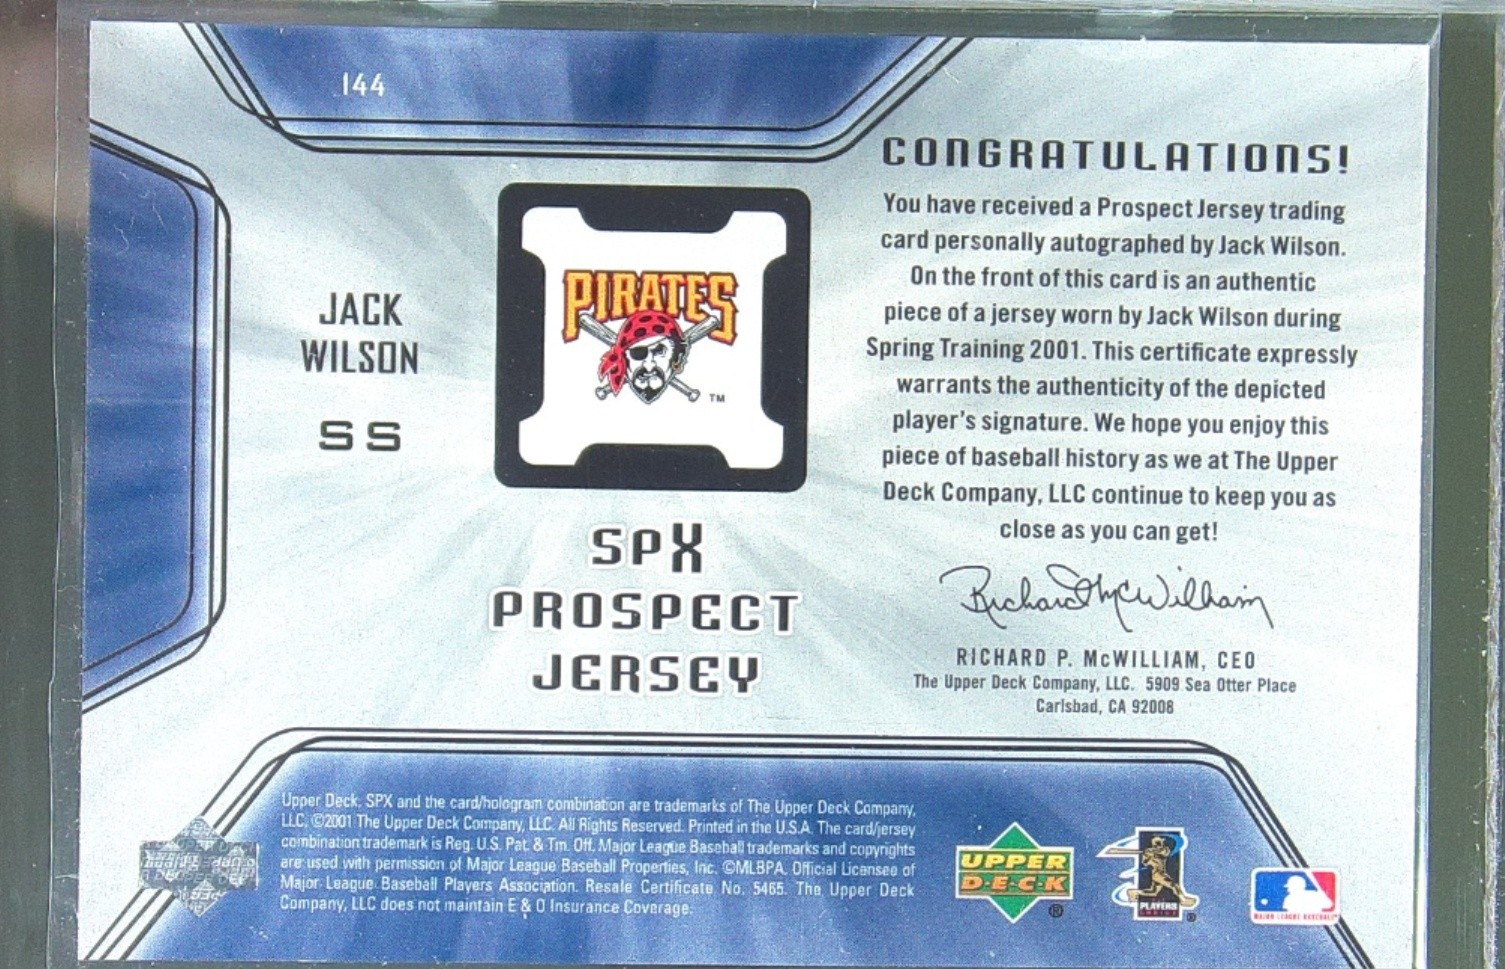 144
JACK
WILSON
SS
PIRATES
TM
SPX
PROSPECT
JERSEY
CONGRATULATIONS!
You have received a Prospect Jersey trading
card personally autographed by Jack Wilson.
On the front of this card is an authentic
piece of a jersey worn by Jack Wilson during
Spring Training 2001. This certificate expressly
warrants the authenticity of the depicted
player's signature. We hope you enjoy this
piece of baseball history as we at The Upper
Deck Company, LLC continue to keep you as
close as you can get!
Richard McWilliam
RICHARD P. McWILLIAM, CEO
The Upper Deck Company, LLC. 5909 Sea Otter Place
Carlsbad, CA 92008
Upper Deck, SPX and the card/hologram combination are trademarks of The Upper Deck Company,
LLC. ©2001 The Upper Deck Company, LLC. All Rights Reserved. Printed in the U.S.A. The card/jersey
combination trademark is Reg. U.S. Pat. & Tm. Off. Major League Baseball trademarks and copyrights
are used with permission of Major League Baseball Properties, Inc. ©MLBPA. Official Licensee of
Major League Baseball Players Association. Resale Certificate No. 5465. The Upper Deck
Company, LLC does not maintain E & O Insurance Coverage.
UPPER
DECK
®
PLAYERS
CHOICE
®
MAJOR LEAGUE BASEBALL